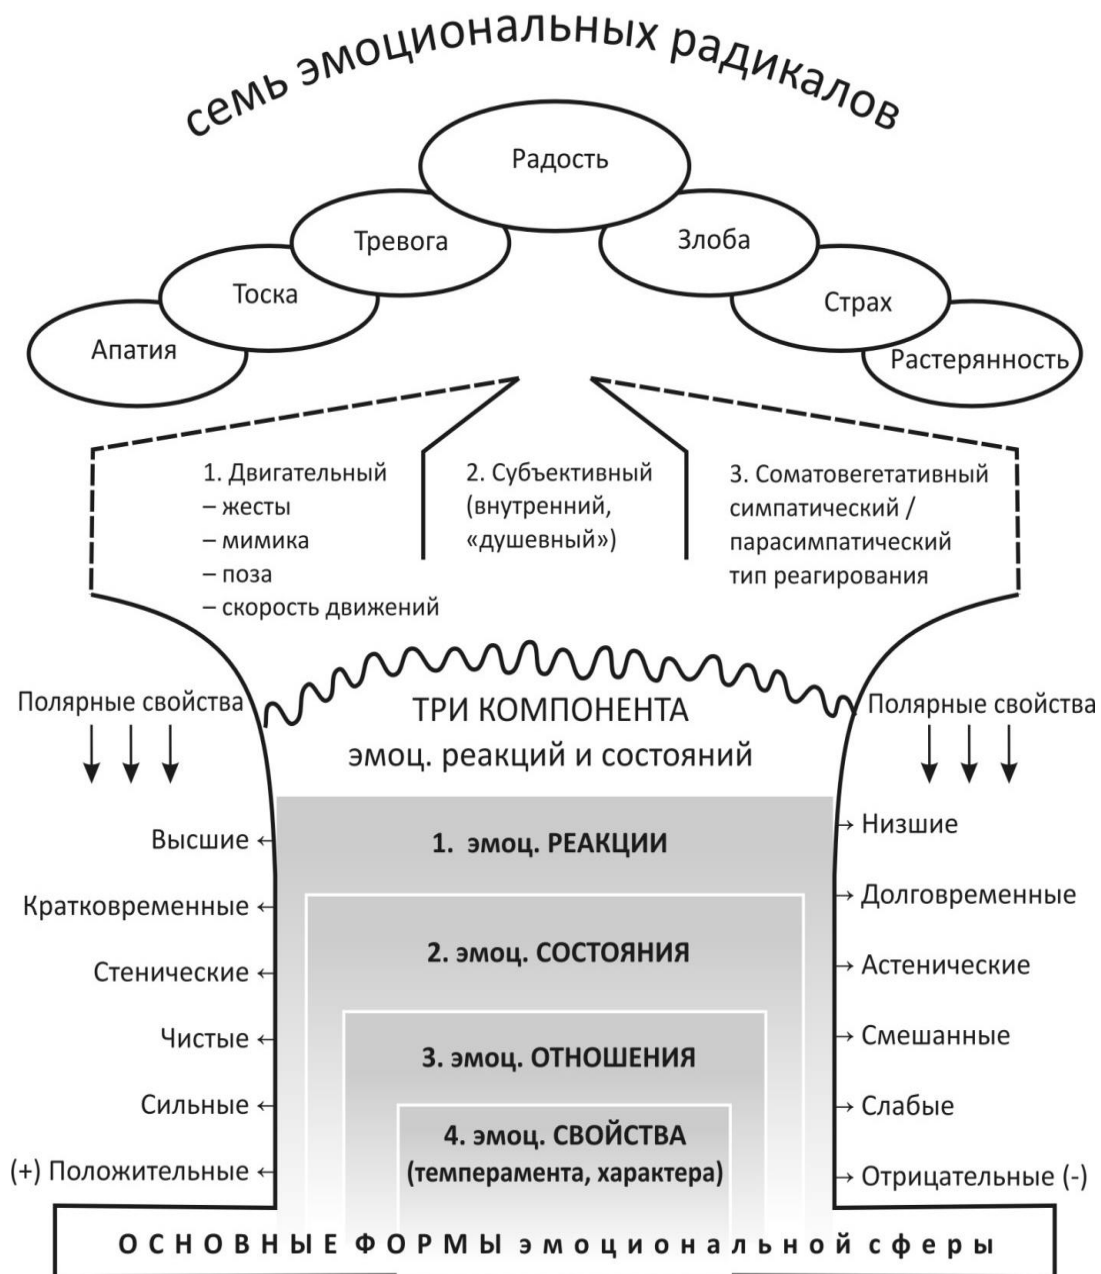 семь эмоциональных радикалов
Радость
Тревога
Злоба
Тоска
Страх
Апатия
Растерянность
1. Двигательный
– жесты
– мимика
– поза
– скорость движений
2. Субъективный
(внутренний,
«душевный»)
3. Соматовегетативный
симпатический /
парасимпатический
тип реагирования
Полярные свойства
ТРИ КОМПОНЕНТА
эмоц. реакций и состояний
Полярные свойства
Высшие ←
1. эмоц. РЕАКЦИИ
→ Низшие
Кратковременные ←
→ Долговременные
2. эмоц. СОСТОЯНИЯ
Стенические ←
→ Астенические
Чистые ←
3. эмоц. ОТНОШЕНИЯ
→ Смешанные
Сильные ←
→ Слабые
4. эмоц. СВОЙСТВА
(темперамента, характера)
(+) Положительные ←
→ Отрицательные (-)
ОСНОВНЫЕ ФОРМЫ эмоциональной сферы